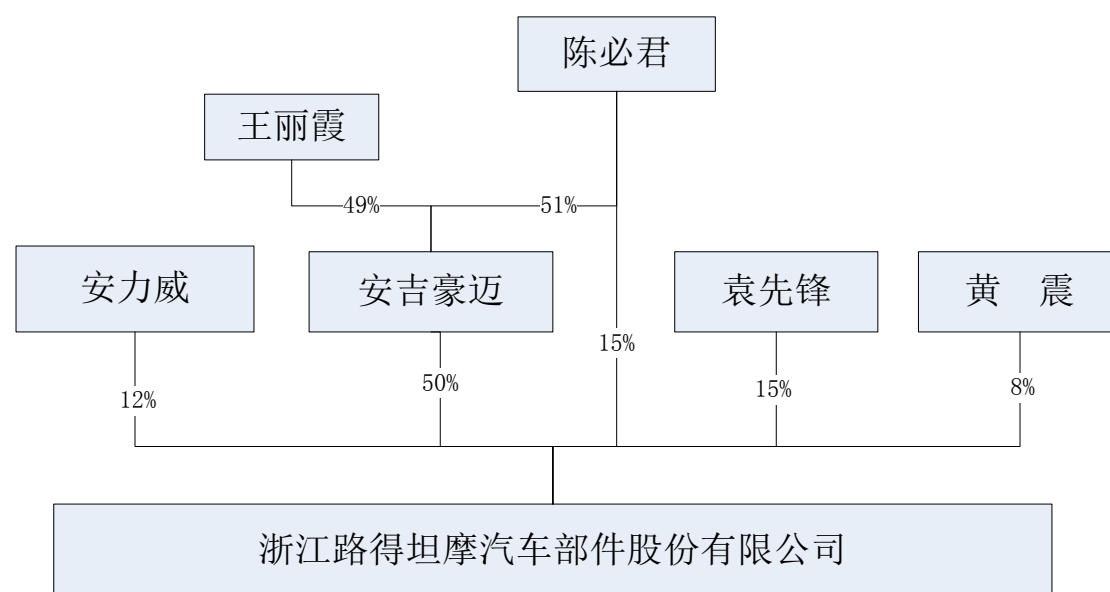 陈必君
王丽霞
49%
51%
安力威
安吉豪迈
袁先锋
黄 震
15%
12%
50%
15%
8%
浙江路得坦摩汽车部件股份有限公司